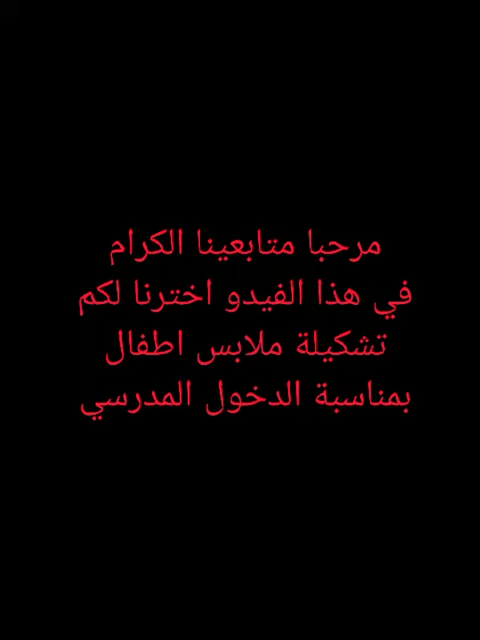 مرحبا متابعينا الكرام
في هذا الفيدو اخترنا لكم
تشكيلة ملابس اطفال
بمناسبة الدخول المدرسي